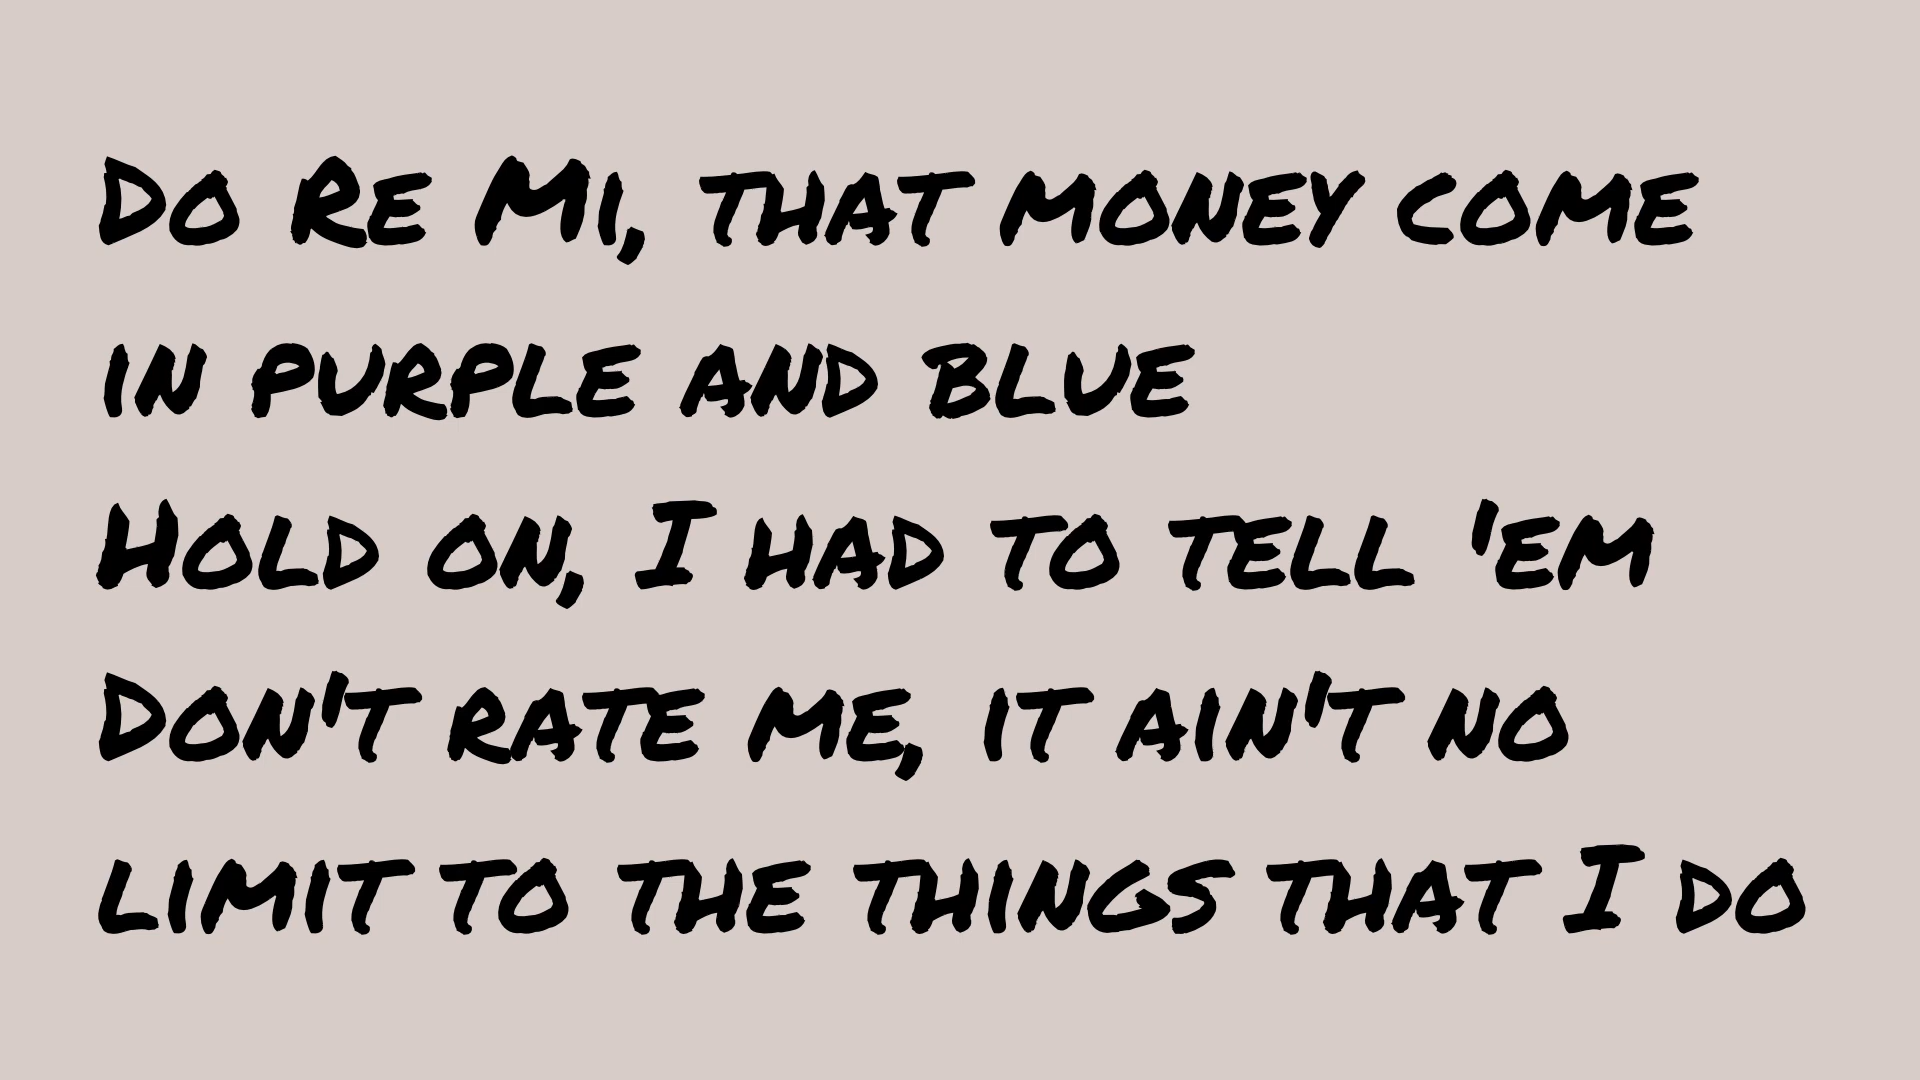 Do Re Mi, that money come
in purple and blue
Hold on, I had to tell 'em
Don't rate me, it ain't no
limit to the things that I do